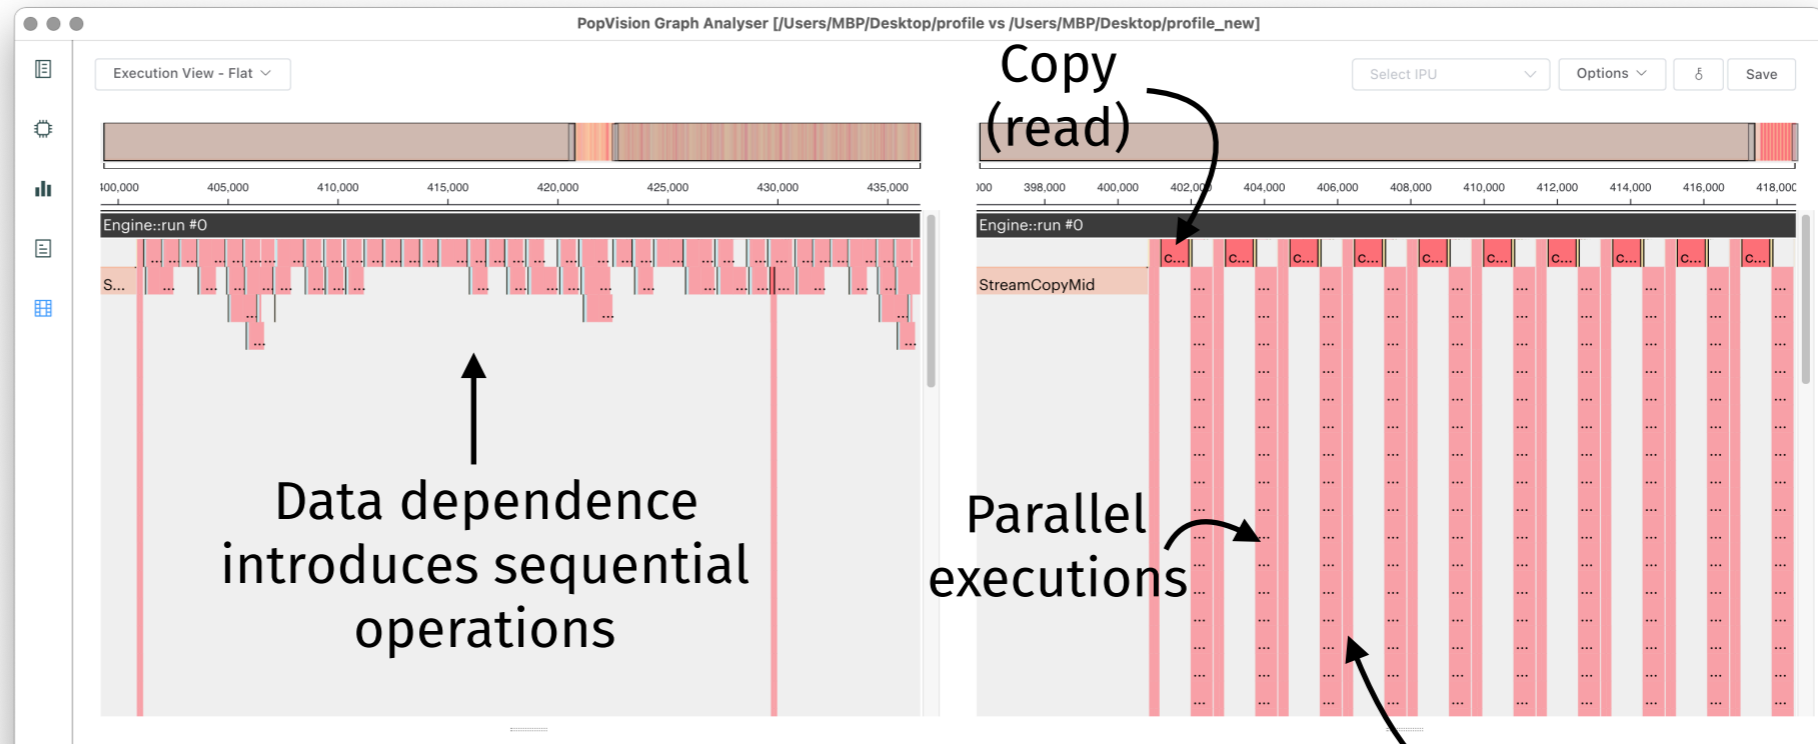 PopVision Graph Analyser [/Users/MBP/Desktop/profile vs /Users/MBP/Desktop/profile_new]
Execution View - Flat
Select IPU
Options
Save
Copy
(read)
400,000 405,000 410,000 415,000 420,000 425,000 430,000 435,000
000 398,000 400,000 402,000 404,000 406,000 408,000 410,000 412,000 414,000 416,000 418,000
Engine::run #0
Engine::run #0
C... C... C... C... C... C... C... C... C... C...
S...
StreamCopyMid
Data dependence
introduces sequential
operations
Parallel
executions